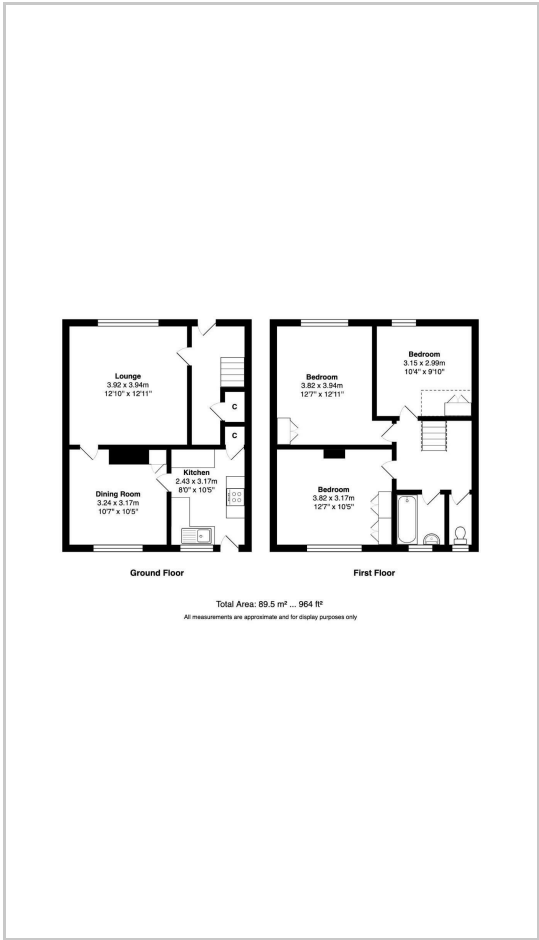 Lounge
3.92 x 3.94m
12'10" x 12'11"
C
C
Kitchen
2.43 x 3.17m
8'0" x 10'5"
Dining Room
3.24 x 3.17m
10'7" x 10'5"
Ground Floor
Bedroom
3.82 x 3.94m
12'7" x 12'11"
Bedroom
3.15 x 2.99m
10'4" x 9'10"
Bedroom
3.82 x 3.17m
12'7" x 10'5"
First Floor
Total Area: 89.5 m² ... 964 ft²
All measurements are approximate and for display purposes only